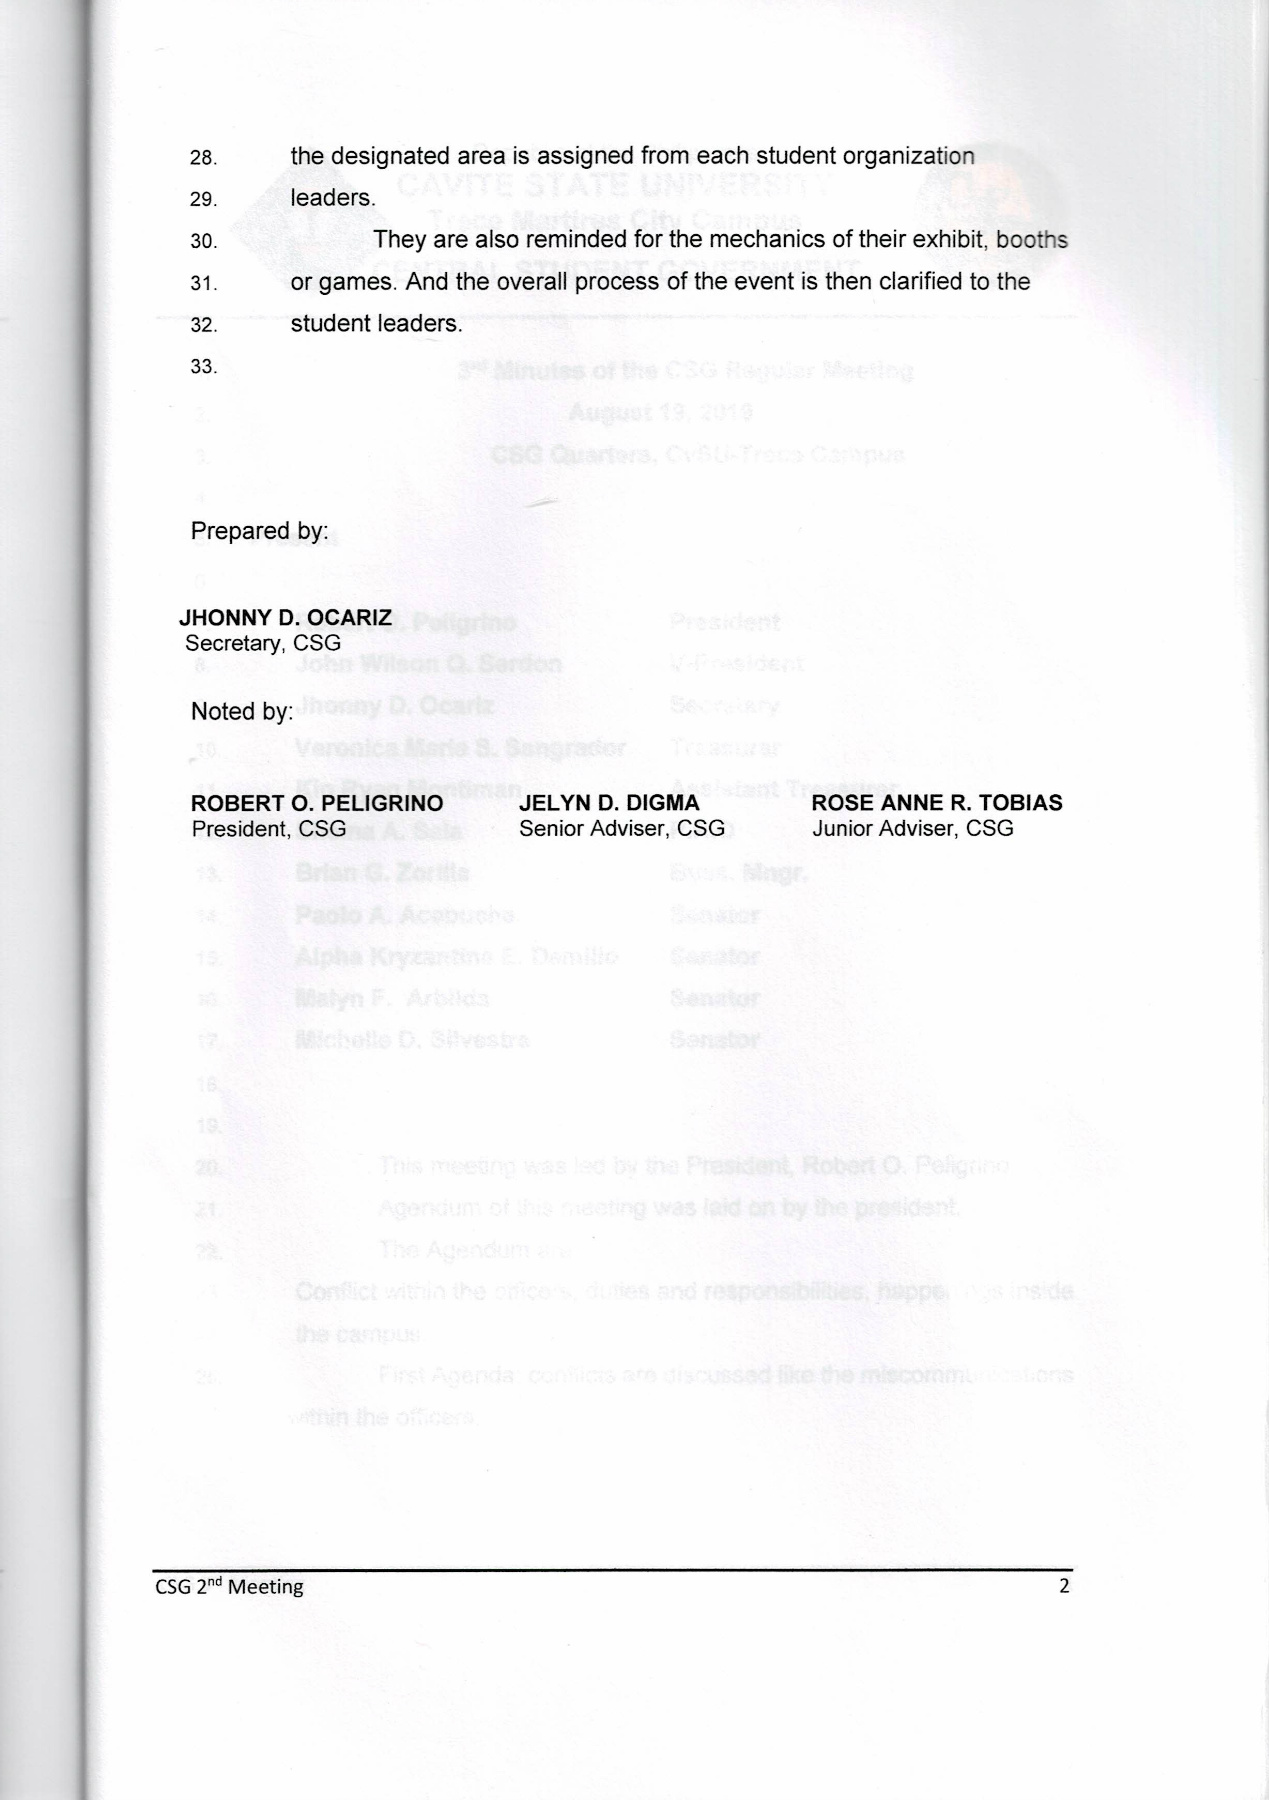 28. the designated area is assigned from each student organization
29. leaders.
30. They are also reminded for the mechanics of their exhibit, booths
31. or games. And the overall process of the event is then clarified to the
32. student leaders.
33.
Prepared by:
JHONNY D. OCARIZ
Secretary, CSG
Noted by:
ROBERT O. PELIGRINO JELYN D. DIGMA ROSE ANNE R. TOBIAS
President, CSG Senior Adviser, CSG Junior Adviser, CSG
CSG 2nd Meeting 2